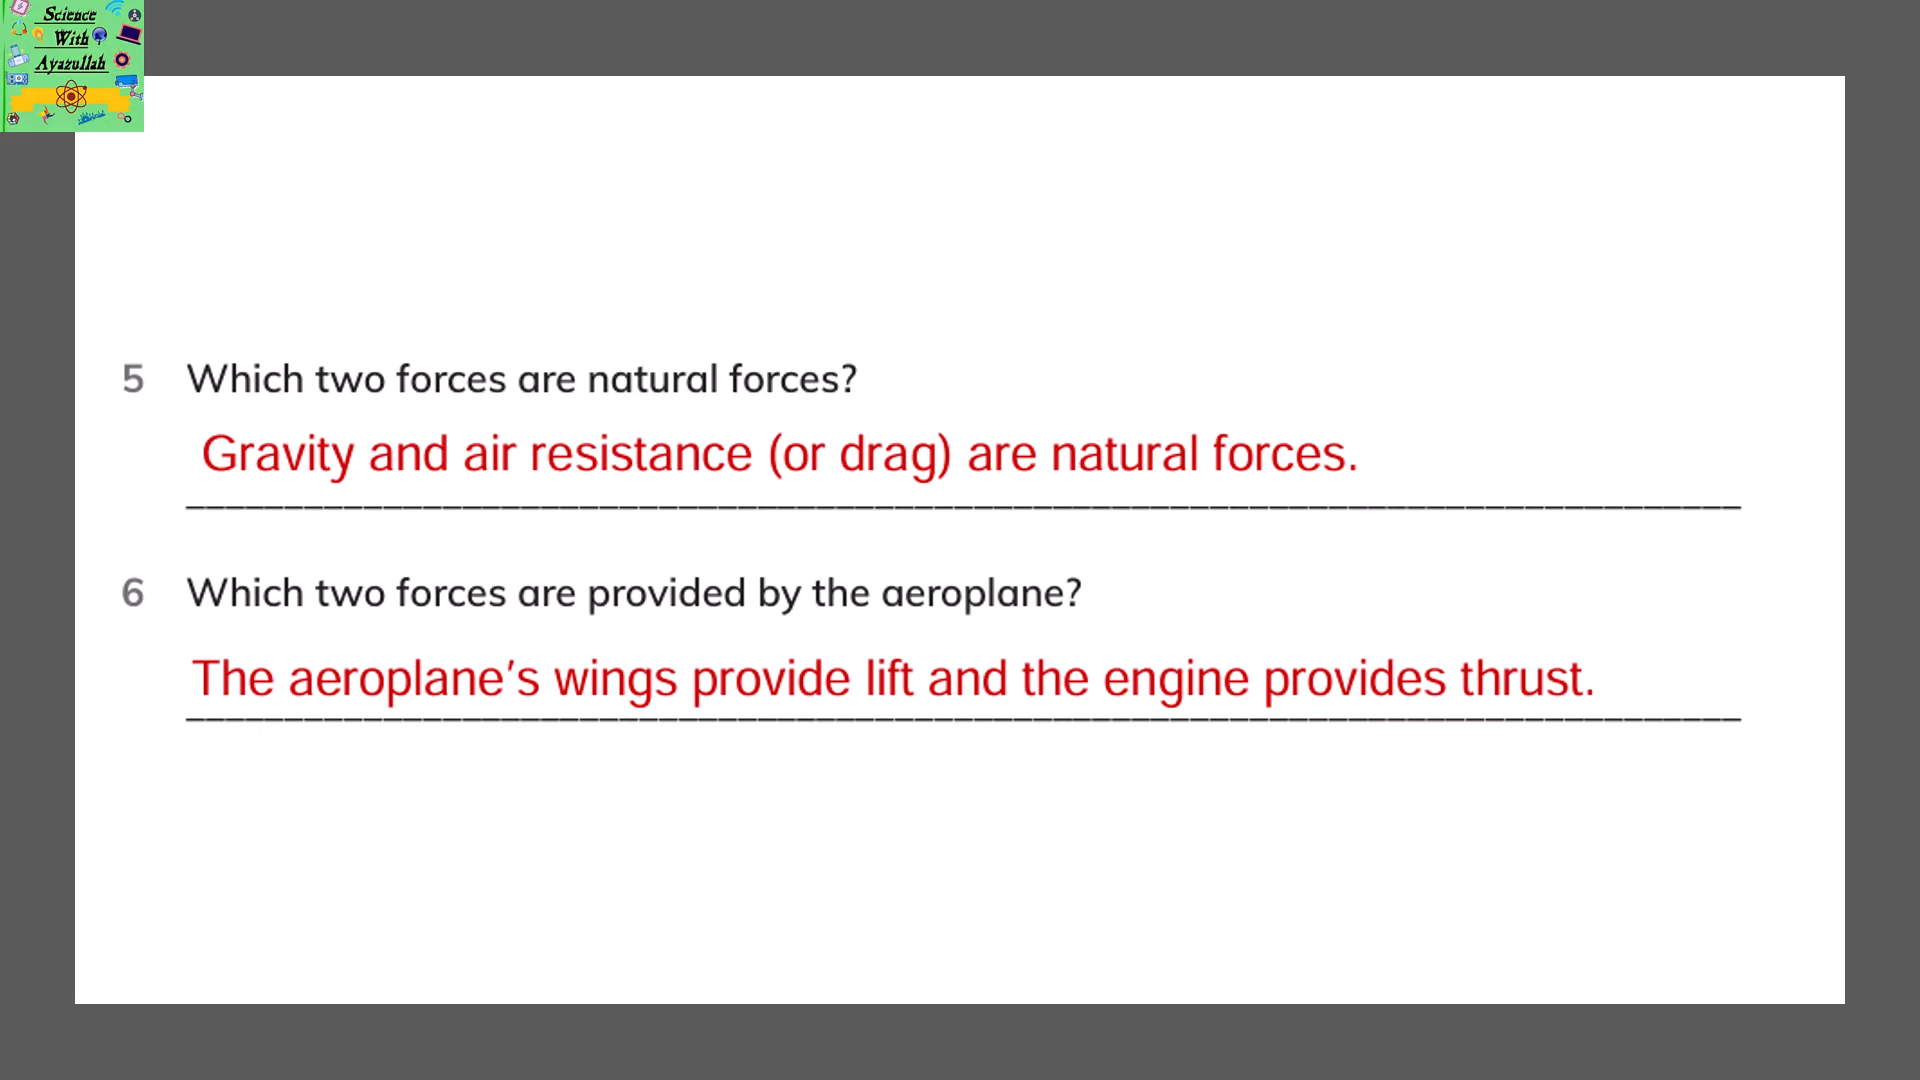 Science
With
Ayazullah
5 Which two forces are natural forces?
Gravity and air resistance (or drag) are natural forces.
6 Which two forces are provided by the aeroplane?
The aeroplane's wings provide lift and the engine provides thrust.